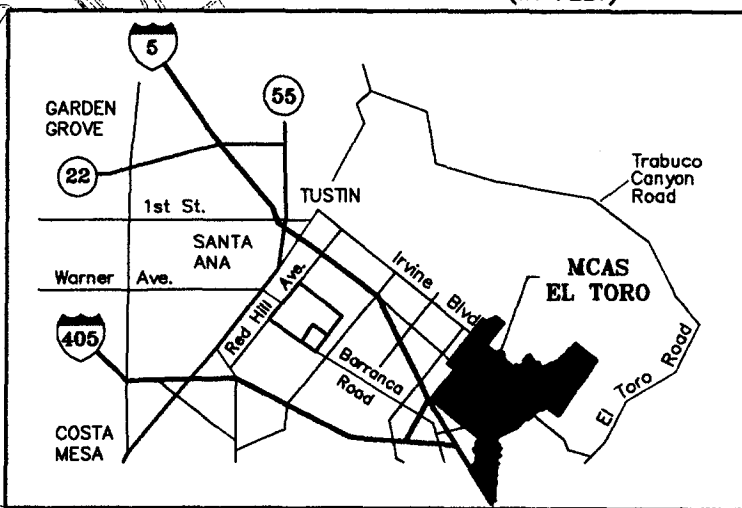 5
GARDEN
GROVE
55
22
1st St.
TUSTIN
Trabuco
Canyon
Road
SANTA
ANA
Warner Ave.
Red Hill Ave.
Irvine Blvd
MCAS
EL TORO
405
Barranca
Road
El Toro Road
COSTA
MESA